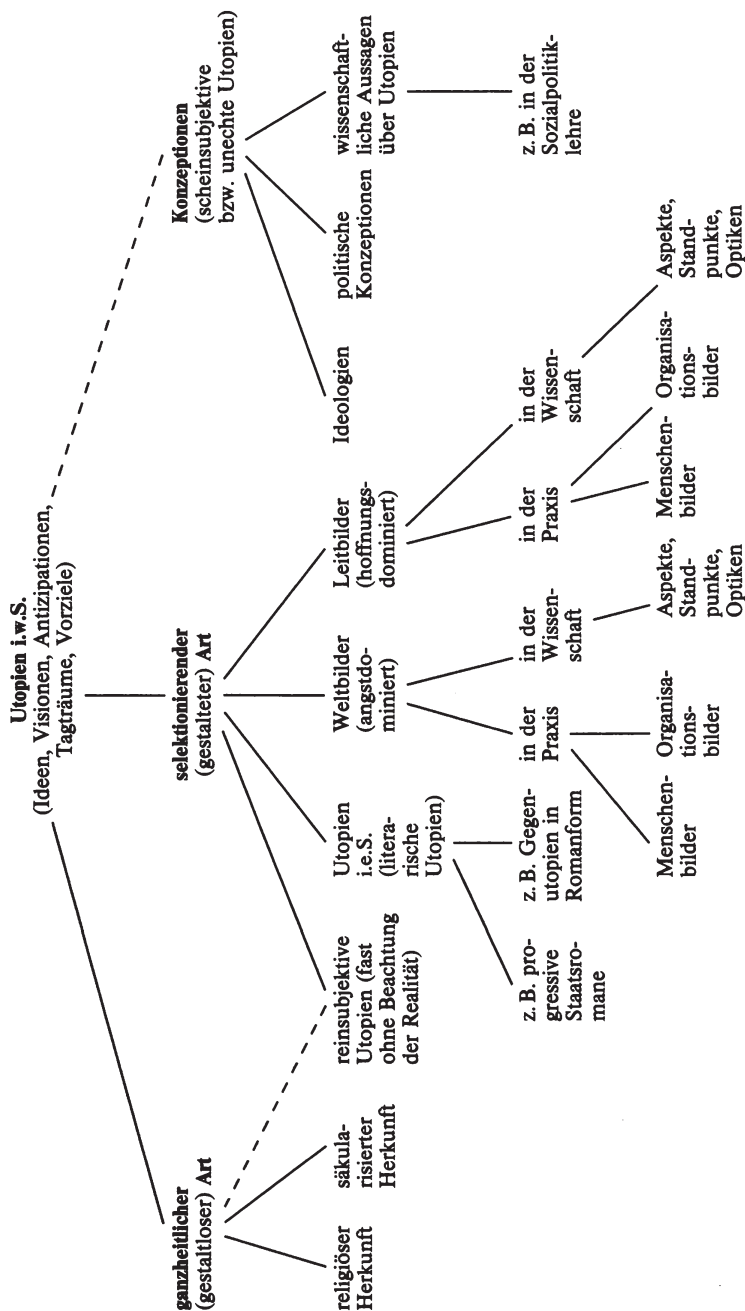 Utopien i.w.S.
(Ideen, Visionen, Antizipationen,
Tagträume, Vorziele)
ganzheitlicher
(gestaltloser) Art
selektionierender
(gestalteter) Art
Konzeptionen
(scheinsubjektive
bzw. unechte Utopien)
religiöser
Herkunft
säkula-
risierter
Herkunft
reinsubjektive
Utopien (fast
ohne Beachtung
der Realität)
Utopien
i.e.S.
(litera-
rische
Utopien)
Weltbilder
(angstdo-
miniert)
Leitbilder
(hoffnungs-
dominiert)
Ideologien
politische
Konzeptionen
wissenschaft-
liche Aussagen
über Utopien
z.B. pro-
gressive
Staatsro-
mane
z.B. Gegen-
utopien in
Romanform
in der
Praxis
in der
Wissen-
schaft
in der
Praxis
in der
Wissen-
schaft
z.B. in der
Sozialpolitik-
lehre
Menschen-
bilder
Organisa-
tions-
bilder
Aspekte,
Stand-
punkte,
Optiken
Menschen-
bilder
Organisa-
tions-
bilder
Aspekte,
Stand-
punkte,
Optiken